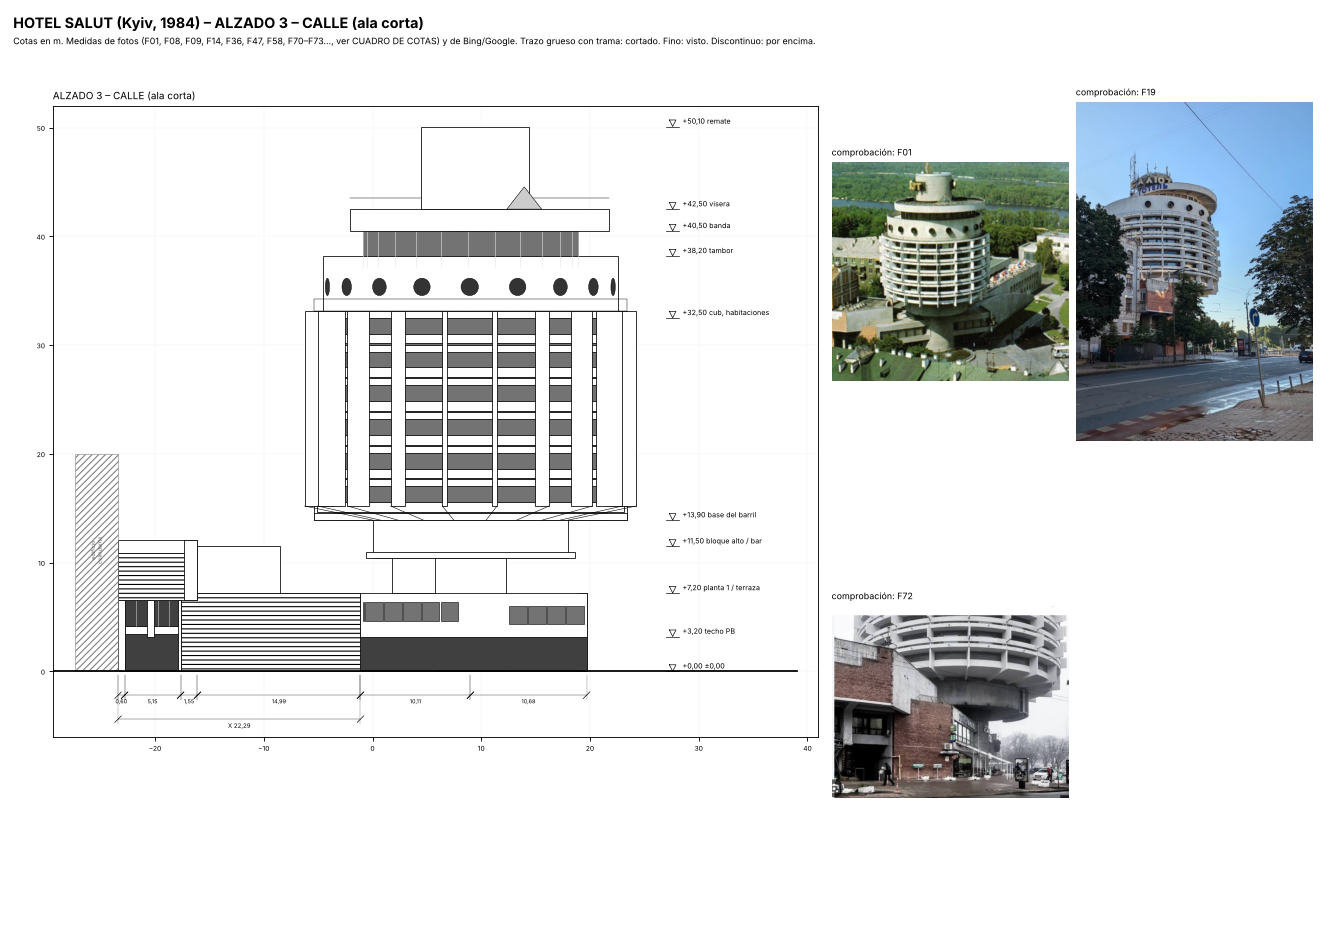 HOTEL SALUT (Kyiv, 1984) – ALZADO 3 – CALLE (ala corta)
Cotas en m. Medidas de fotos (F01, F08, F09, F14, F36, F47, F58, F70–F73..., ver CUADRO DE COTAS) y de Bing/Google. Trazo grueso con trama: cortado. Fino: visto. Discontinuo: por encima.
ALZADO 3 – CALLE (ala corta)
50
40
30
20
10
0
+50,10 remate
+42,50 visera
+40,50 banda
+38,20 tambor
+32,50 cub, habitaciones
+13,90 base del barril
+11,50 bloque alto / bar
+7,20 planta 1 / terraza
+3,20 techo PB
+0,00 ±0,00
0,60
5,15
1,55
14,99
10,11
10,68
X 22,29
−20
−10
0
10
20
30
40
comprobación: F01
comprobación: F19
ГОТЕЛЬ
comprobación: F72